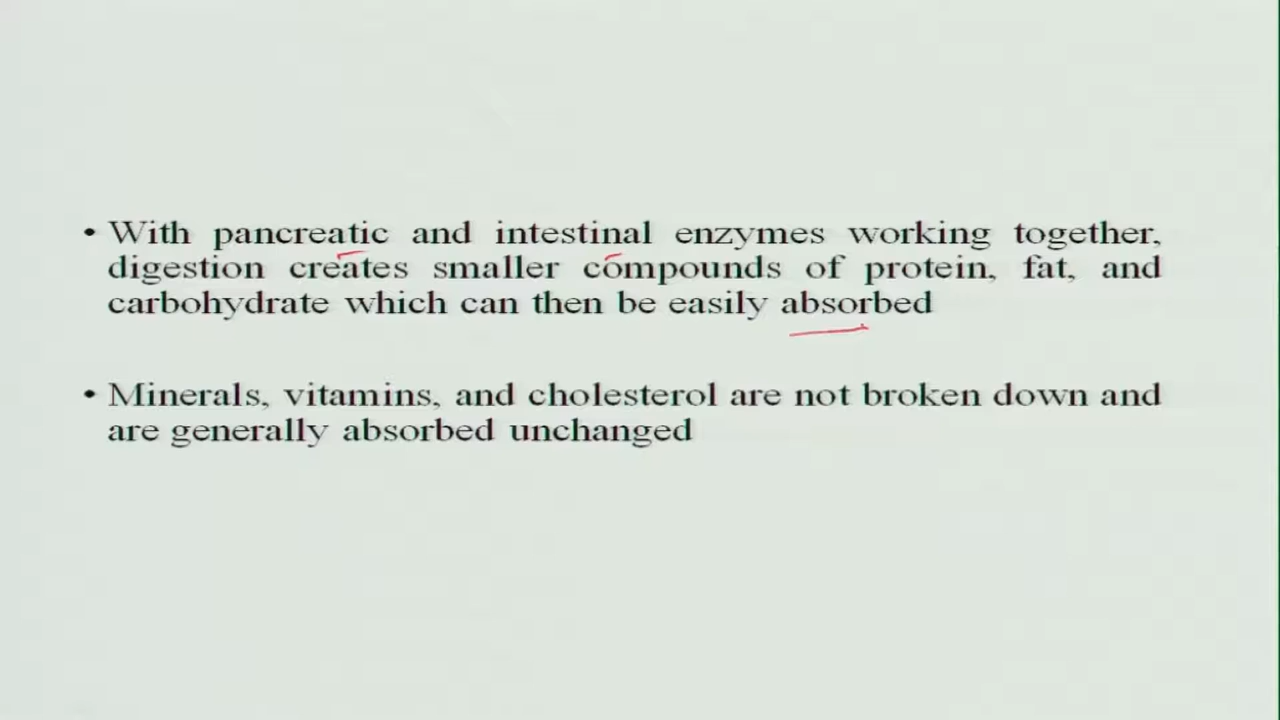 • With pancreatic and intestinal enzymes working together,
digestion creates smaller compounds of protein, fat, and
carbohydrate which can then be easily absorbed
• Minerals, vitamins, and cholesterol are not broken down and
are generally absorbed unchanged